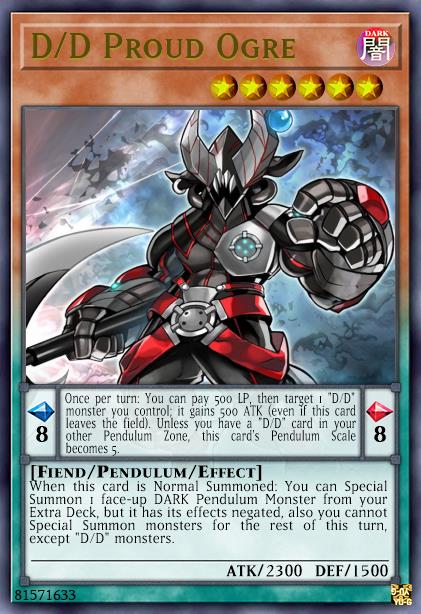 D/D Proud Ogre
DARK
闇
Once per turn: You can pay 500 LP, then target 1 "D/D"
monster you control; it gains 500 ATK (even if this card
leaves the field). Unless you have a "D/D" card in your
other Pendulum Zone, this card's Pendulum Scale
becomes 5.
8
8
[Fiend/Pendulum/Effect]
When this card is Normal Summoned: You can Special
Summon 1 face-up DARK Pendulum Monster from your
Extra Deck, but it has its effects negated, also you cannot
Special Summon monsters for the rest of this turn,
except "D/D" monsters.
ATK/2300 DEF/1500
81571633